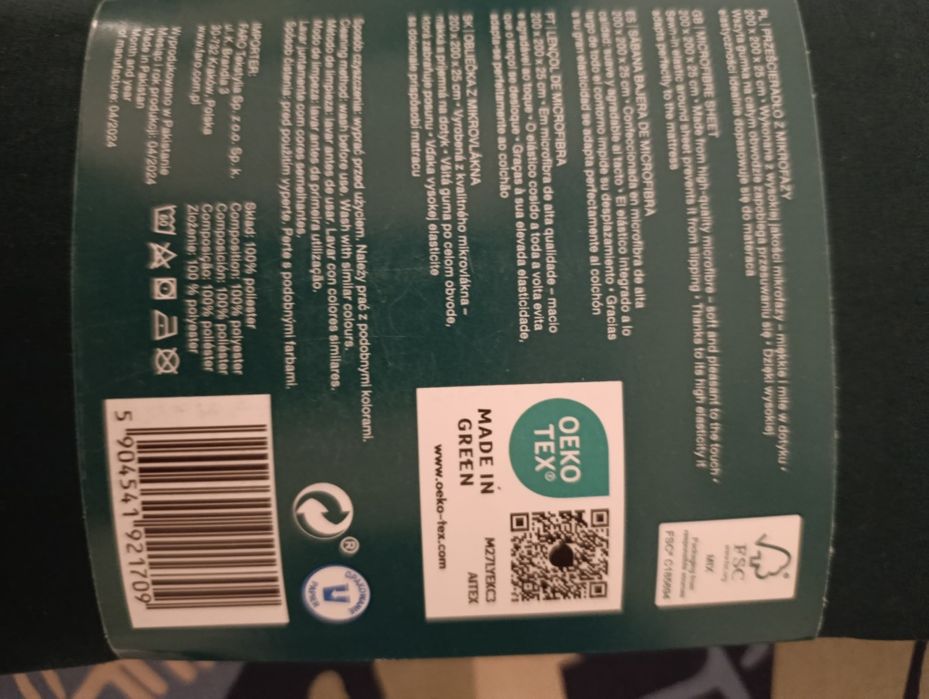 PL | PRZEŚCIERADŁO Z MIKROFAZY
200 x 200 x 25 cm • Wykonane z wysokiej jakości mikrofazy – miękkie i miłe w dotyku •
Wszyta guma na całym obwodzie zapobiega przesuwaniu się • Dzięki wysokiej
elastyczności idealnie dopasowuje się do materaca
GB | MICROFIBRE SHEET
200 x 200 x 25 cm • Made from high-quality microfibre – soft and pleasant to the touch •
Sewn-in elastic around sheet prevents it from slipping • Thanks to its high elasticity it
adapts perfectly to the mattress
ES | SÁBANA BAJERA DE MICROFIBRA
200 x 200 x 25 cm • Confeccionada en microfibra de alta
calidad: suave y agradable al tacto • El elástico integrado a lo
largo de todo el contorno impide su desplazamiento • Gracias
a su gran elasticidad se adapta perfectamente al colchón
PT | LENÇOL DE MICROFIBRA
200 x 200 x 25 cm • Em microfibra de alta qualidade – macio
e agradável ao toque • O elástico cosido a toda a volta evita
que o lençol se desloque • Graças à sua elevada elasticidade,
adapta-se perfeitamente ao colchão
SK | OBLIEČKA Z MIKROVLÁKNA
200 x 200 x 25 cm • Vyrobená z kvalitného mikrovlákna –
mäkká a príjemná na dotyk • Všitá guma po celom obvode,
ktorá zabraňuje posunu • Vďaka vysokej elasticite
sa dokonale prispôsobí matracu
Sposób czyszczenia: wyprać przed użyciem. Należy prać z podobnymi kolorami.
Cleaning method: wash before use. Wash with similar colours.
Método de limpieza: lavar antes de usar. Lavar con colores similares.
Modo de limpeza: lavar antes da primeira utilização.
Lavar juntamente com cores semelhantes.
Spôsob čistenia: pred použitím vyperte. Perte s podobnými farbami.
IMPORTER:
FARO Tekstylia Sp. z o.o. Sp. k.
ul. K. Brandla 3
30-732 Kraków, Polska
www.faro.com.pl
Wyprodukowano w Pakistanie
Miesiąc i rok produkcji: 04/2024
Made in Pakistan
Month and year
of manufacture: 04/2024
Skład: 100% poliester
Composition: 100% polyester
Composición: 100% poliéster
Composição: 100% poliéster
Zloženie: 100 % polyester
60
FSC
www.fsc.org
MIX
Packaging from
responsible sources
FSC® C185694
OEKO
TEX®
MADE IN
GREEN
www.oeko-tex.com
M27LYEKC3
AITEX
®
OPAKOWANIE
PAPIER
5 904541 921709